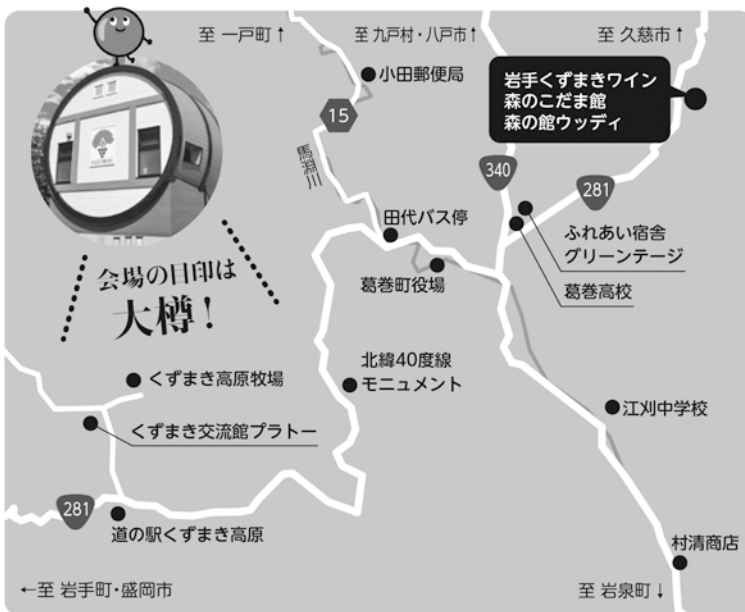 至 一戸町↑
至 九戸村・八戸市↑
至 久慈市↑
小田郵便局
岩手くずまきワイン
森のこだま館
森の館ウッディ
15
馬淵川
340
281
田代バス停
ふれあい宿舎
グリーンテージ
葛巻町役場
葛巻高校
会場の目印は
大樽！
北緯40度線
モニュメント
くずまき高原牧場
江刈中学校
くずまき交流館プラトー
281
道の駅くずまき高原
村清商店
←至 岩手町・盛岡市
至 岩泉町↓